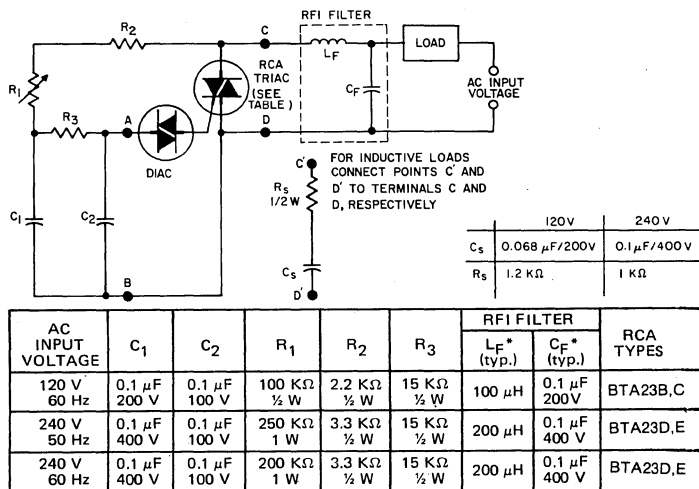 RFI FILTER
R2
C
LF
LOAD
RCA
TRIAC
(SEE
TABLE)
CF
AC INPUT
VOLTAGE
R1
R3
A
D
DIAC
C1
C2
B
C'
FOR INDUCTIVE LOADS
CONNECT POINTS C' AND
D' TO TERMINALS C AND
D, RESPECTIVELY
RS
1/2 W
CS
D'
120V 240V
CS 0.068 µF/200V 0.1µF/400V
RS 1.2 KΩ 1 KΩ
AC INPUT VOLTAGE C1 C2 R1 R2 R3 RFI FILTER LF* (typ.) CF* (typ.) RCA TYPES
120 V 0.1 µF 0.1 µF 100 KΩ 2.2 KΩ 15 KΩ 100 µH 0.1 µF BTA23B,C
60 Hz 200 V 100 V ½ W ½ W ½ W 200V
240 V 0.1 µF 0.1 µF 250 KΩ 3.3 KΩ 15 KΩ 200 µH 0.1 µF BTA23D,E
50 Hz 400 V 100 V 1 W ½ W ½ W 400 V
240 V 0.1 µF 0.1 µF 200 KΩ 3.3 KΩ 15 KΩ 200 µH 0.1 µF BTA23D,E
60 Hz 400 V 100 V 1 W ½ W ½ W 400 V